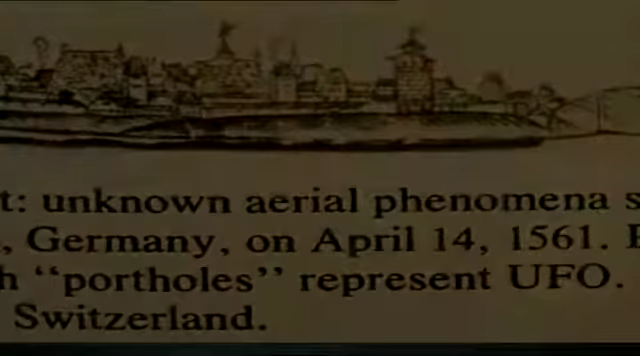 t: unknown aerial phenomena s
, Germany, on April 14, 1561.
h "portholes" represent UFO.
Switzerland.